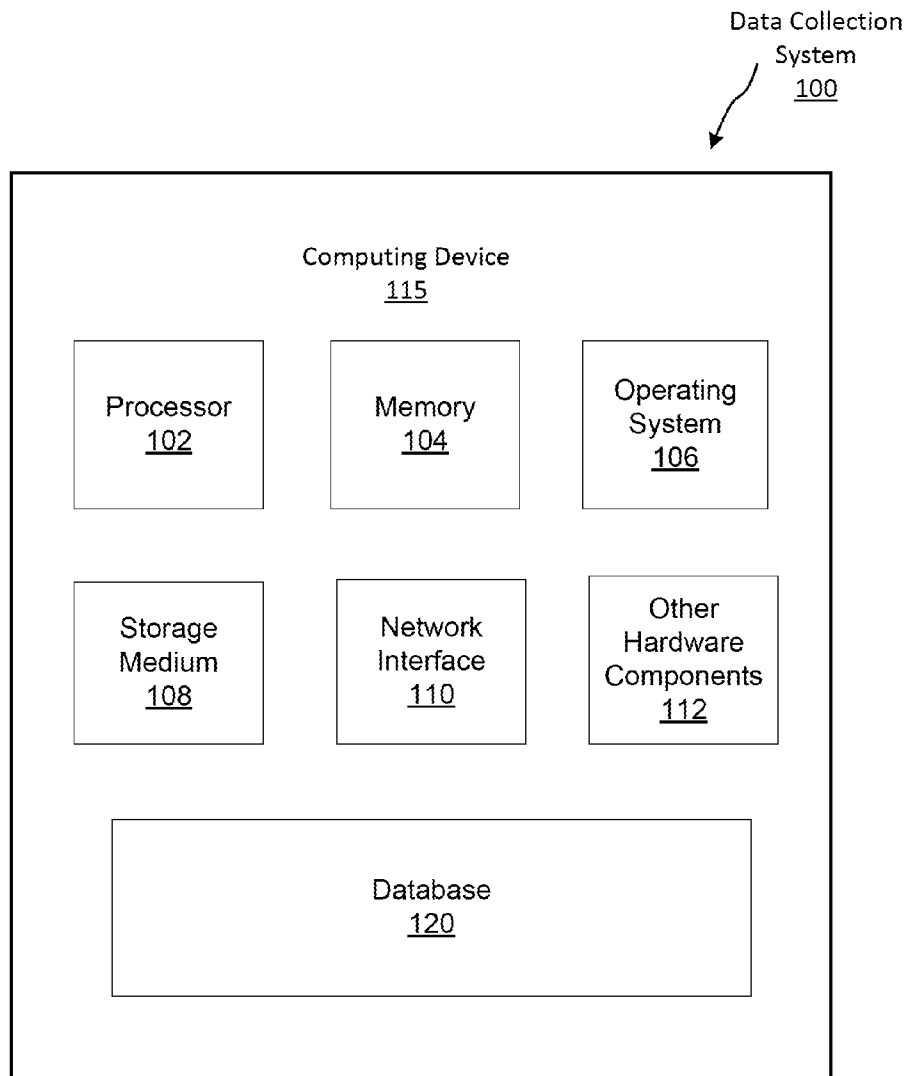 Data Collection
System
100
Computing Device
115
Processor
102
Memory
104
Operating
System
106
Storage
Medium
108
Network
Interface
110
Other
Hardware
Components
112
Database
120